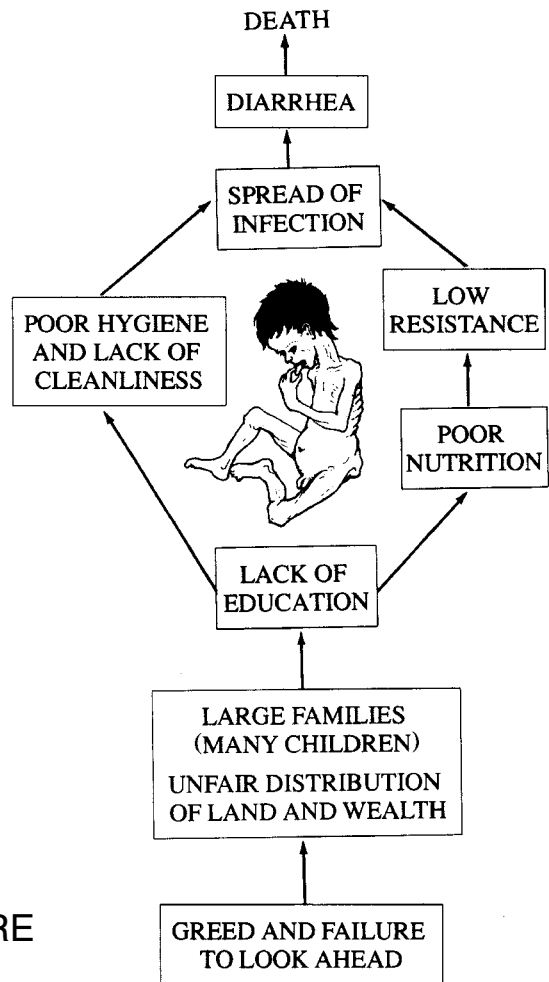 DEATH
DIARRHEA
SPREAD OF
INFECTION
POOR HYGIENE
AND LACK OF
CLEANLINESS
LOW
RESISTANCE
POOR
NUTRITION
LACK OF
EDUCATION
LARGE FAMILIES
(MANY CHILDREN)
UNFAIR DISTRIBUTION
OF LAND AND WEALTH
GREED AND FAILURE
TO LOOK AHEAD
RE